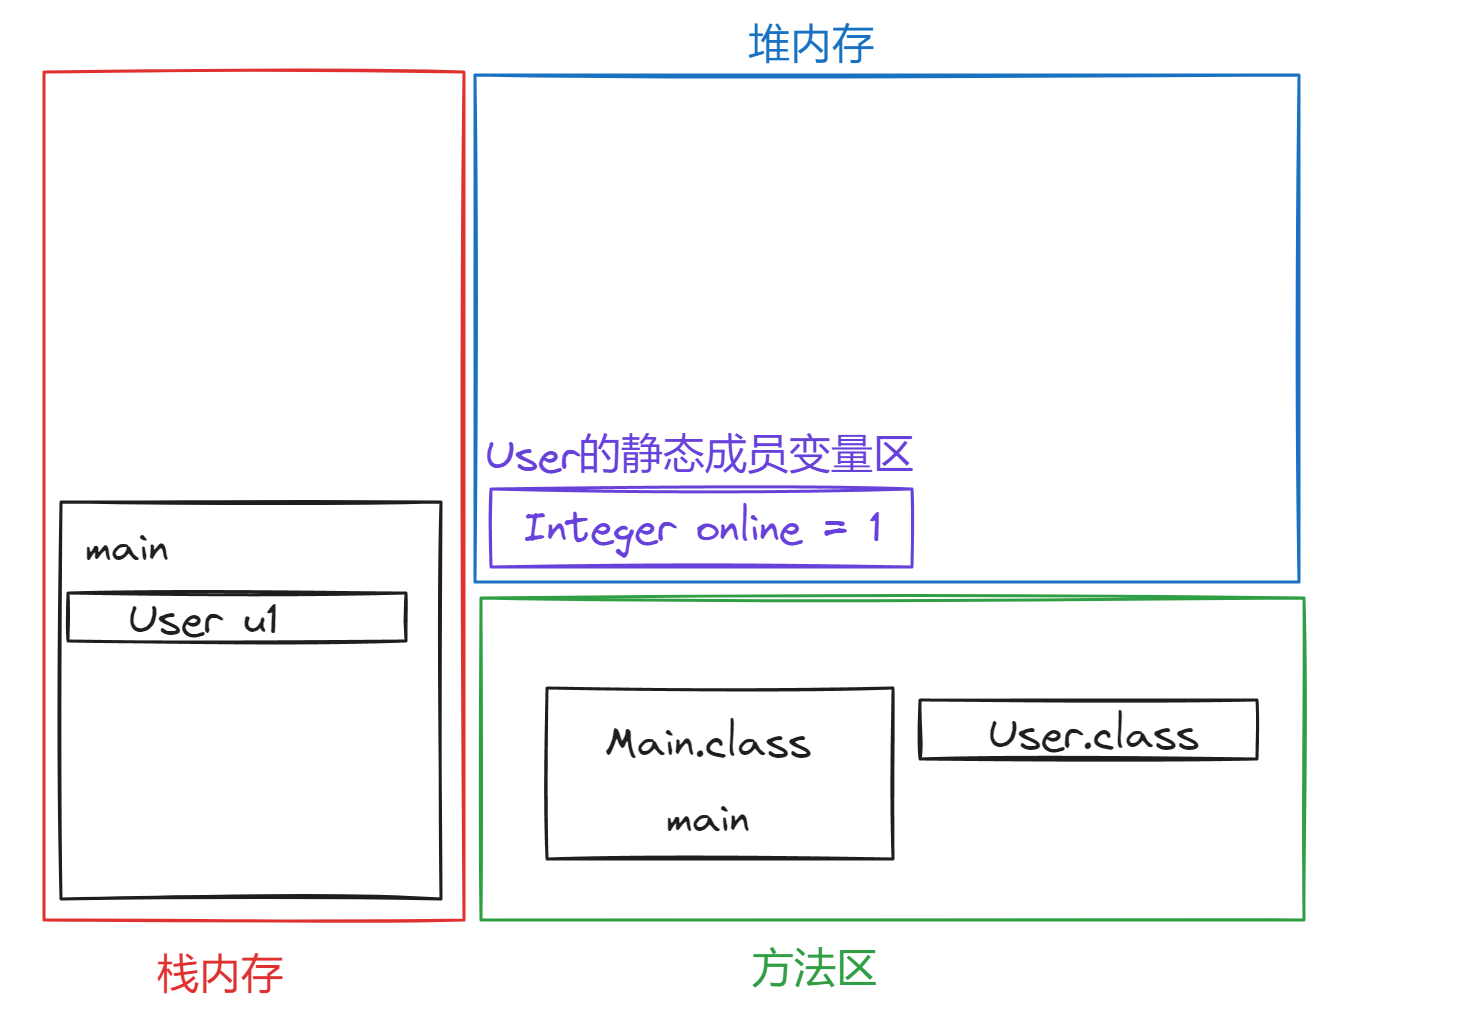 堆内存
User的静态成员变量区
Integer online = 1
main
User u1
Main.class
main
User.class
栈内存
方法区